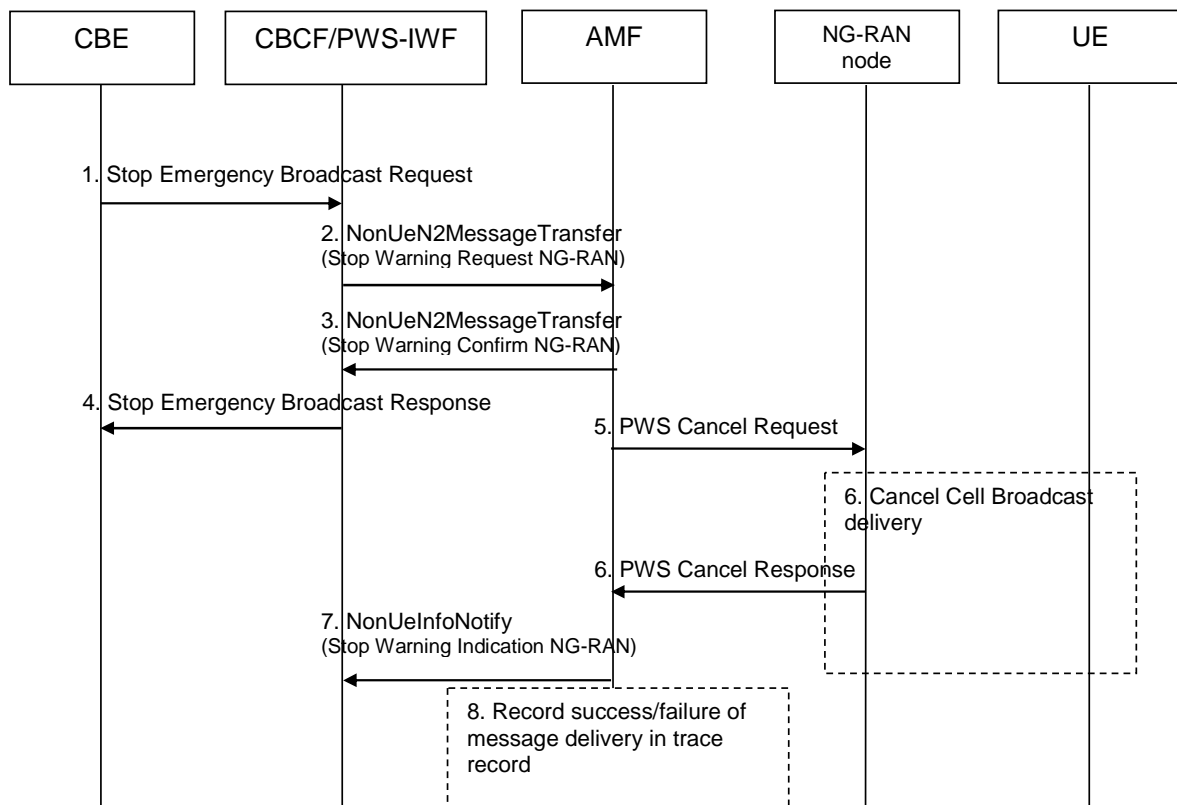 CBE
CBCF/PWS-IWF
AMF
NG-RAN
node
UE
1. Stop Emergency Broadcast Request
2. NonUeN2MessageTransfer
(Stop Warning Request NG-RAN)
3. NonUeN2MessageTransfer
(Stop Warning Confirm NG-RAN)
4. Stop Emergency Broadcast Response
5. PWS Cancel Request
6. Cancel Cell Broadcast
delivery
6. PWS Cancel Response
7. NonUeInfoNotify
(Stop Warning Indication NG-RAN)
8. Record success/failure of
message delivery in trace
record